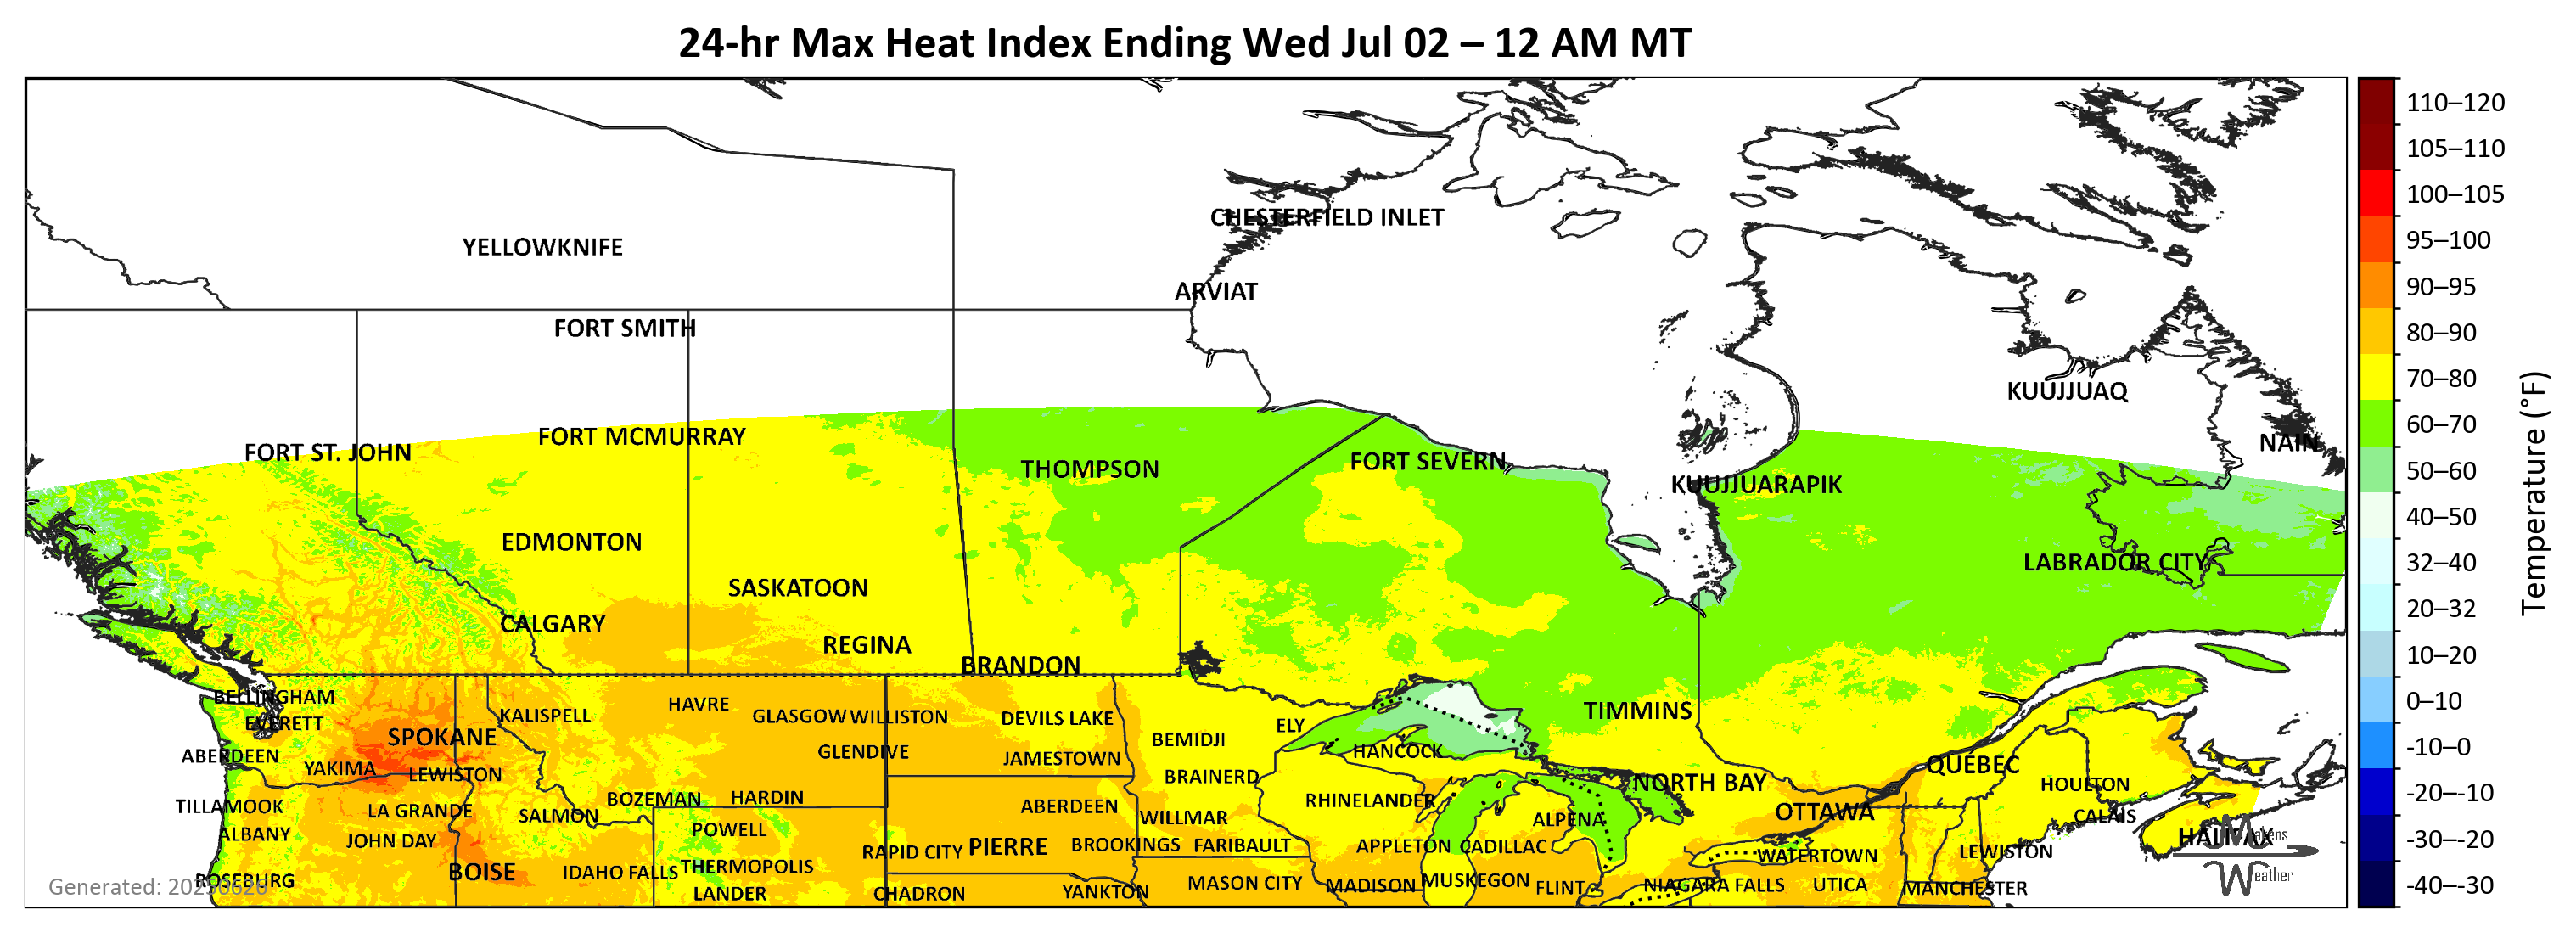 24-hr Max Heat Index Ending Wed Jul 02 – 12 AM MT
CHESTERFIELD INLET
YELLOWKNIFE
ARVIAT
FORT SMITH
KUUJJUAQ
FORT MCMURRAY
NAIN
FORT ST. JOHN
FORT SEVERN
THOMPSON
KUUJJUARAPIK
EDMONTON
LABRADOR CITY
SASKATOON
CALGARY
REGINA
BRANDON
BELLINGHAM
HAVRE
TIMMINS
KALISPELL
GLASGOW
WILLISTON
DEVILS LAKE
EVERETT
ELY
SPOKANE
BEMIDJI
ABERDEEN
GLENDIVE
JAMESTOWN
HANCOCK
QUÉBEC
YAKIMA
LEWISTON
BRAINERD
NORTH BAY
HOULTON
BOZEMAN
HARDIN
RHINELANDER
TILLAMOOK
LA GRANDE
SALMON
ABERDEEN
WILLMAR
ALPENA
OTTAWA
CALAIS
ALBANY
JOHN DAY
POWELL
HALIFAX
RAPID CITY
PIERRE
BROOKINGS
FARIBAULT
APPLETON
CADILLAC
WATERTOWN
LEWISTON
BOISE
IDAHO FALLS
THERMOPOLIS
ROSEBURG
MASON CITY
MADISON
MUSKEGON
FLINT
NIAGARA FALLS
UTICA
MANCHESTER
LANDER
CHADRON
YANKTON
Weather
110–120
105–110
100–105
95–100
90–95
80–90
70–80
60–70
50–60
40–50
32–40
20–32
10–20
0–10
-10–0
-20–-10
-30–-20
-40–-30
Temperature (°F)